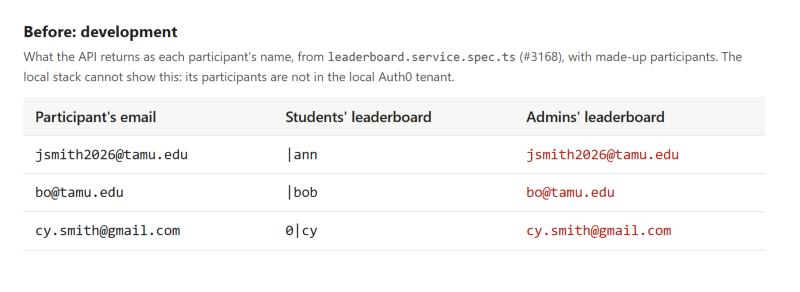 Before: development
What the API returns as each participant's name, from leaderboard.service.spec.ts (#3168), with made-up participants. The
local stack cannot show this: its participants are not in the local Auth0 tenant.
Participant's email Students' leaderboard Admins' leaderboard
jsmith2026@tamu.edu |ann jsmith2026@tamu.edu
bo@tamu.edu |bob bo@tamu.edu
cy.smith@gmail.com 0|cy cy.smith@gmail.com